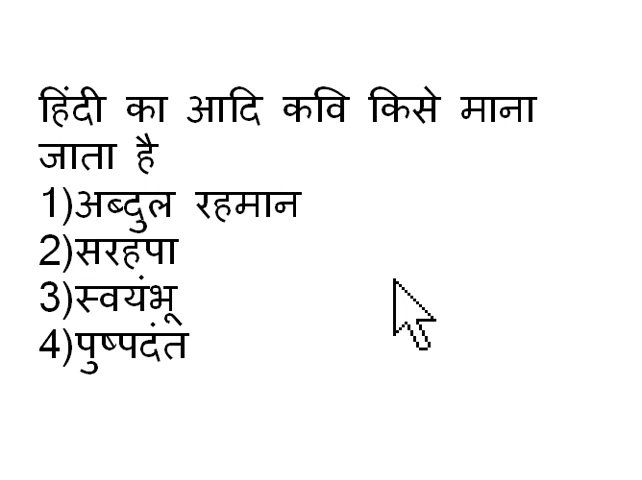 हिंदी का आदि कवि किसे माना
जाता है
1)अब्दुल रहमान
2)सरहपा
3)स्वयंभू
4)पुष्पदंत